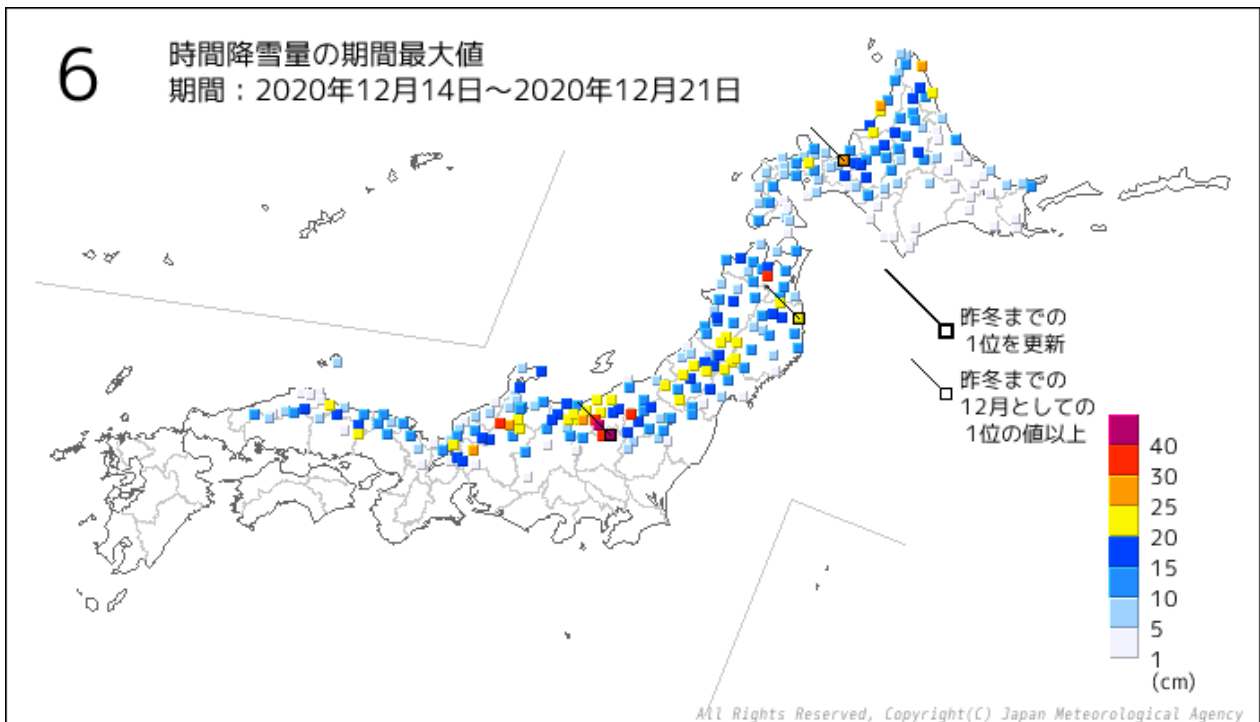 6 時間降雪量の期間最大値
期間：2020年12月14日～2020年12月21日
昨冬までの
1位を更新
昨冬までの
12月としての
1位の値以上
40
30
25
20
15
10
5
1
(cm)
All Rights Reserved, Copyright(C) Japan Meteorological Agency